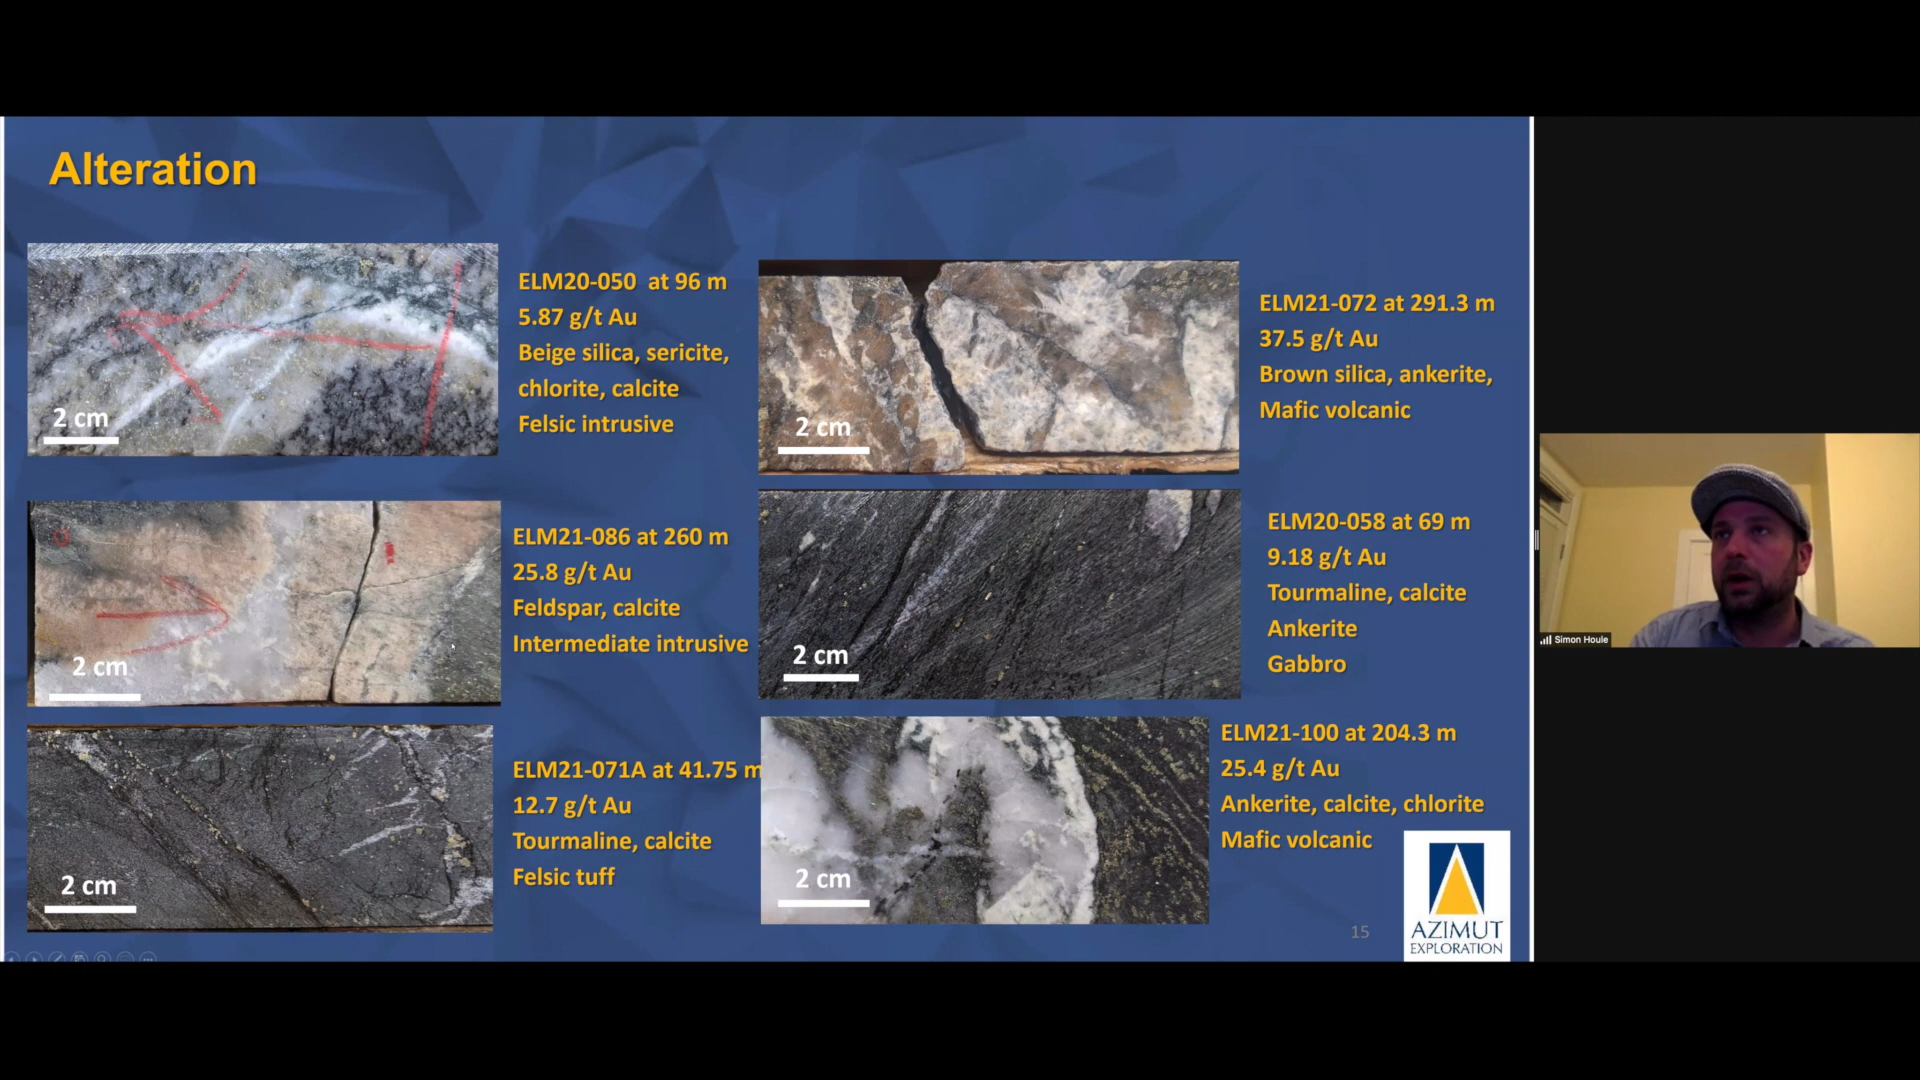 Alteration
2 cm
ELM20-050 at 96 m
5.87 g/t Au
Beige silica, sericite,
chlorite, calcite
Felsic intrusive
2 cm
ELM21-072 at 291.3 m
37.5 g/t Au
Brown silica, ankerite,
Mafic volcanic
2 cm
ELM21-086 at 260 m
25.8 g/t Au
Feldspar, calcite
Intermediate intrusive
2 cm
ELM20-058 at 69 m
9.18 g/t Au
Tourmaline, calcite
Ankerite
Gabbro
2 cm
ELM21-071A at 41.75 m
12.7 g/t Au
Tourmaline, calcite
Felsic tuff
2 cm
ELM21-100 at 204.3 m
25.4 g/t Au
Ankerite, calcite, chlorite
Mafic volcanic
15
AZIMUT
EXPLORATION
Simon Houle